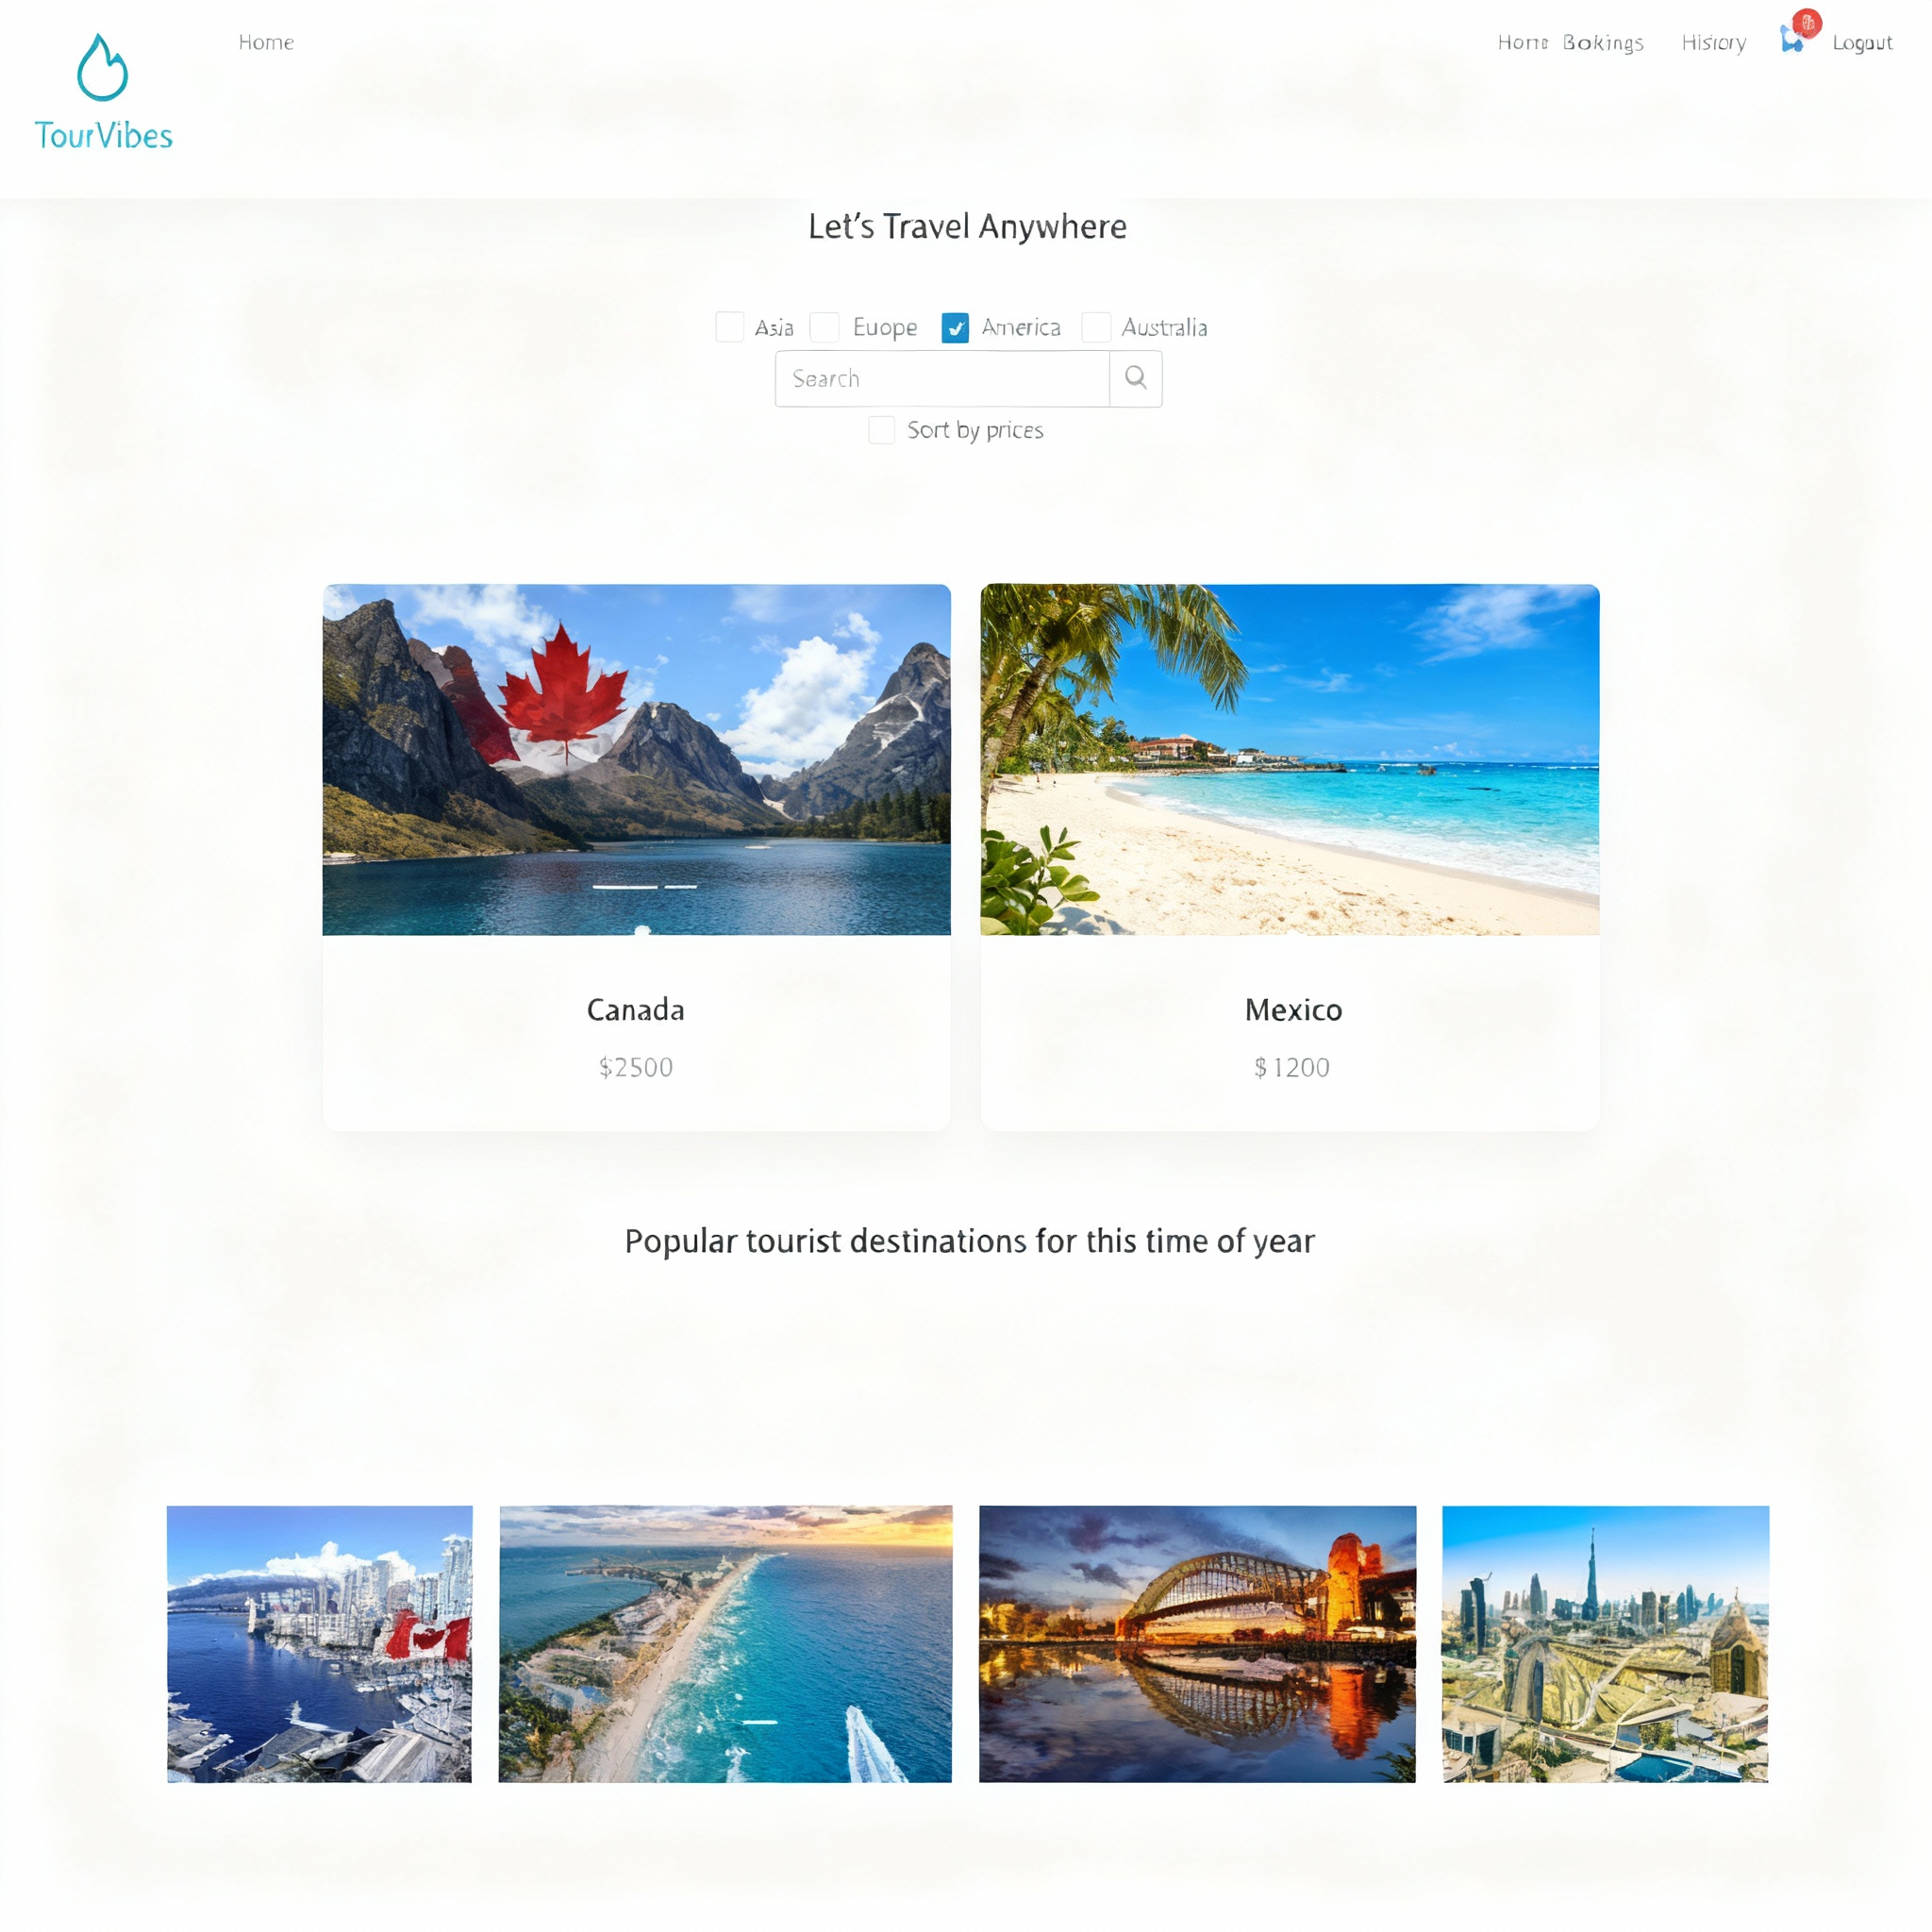 Home
Bokings
History
Logout
TourVibes
Let's Travel Anywhere
Asia Euope America Australia
Search
Sort by prices
Canada Mexico
$2500 $1200
Popular tourist destinations for this time of year